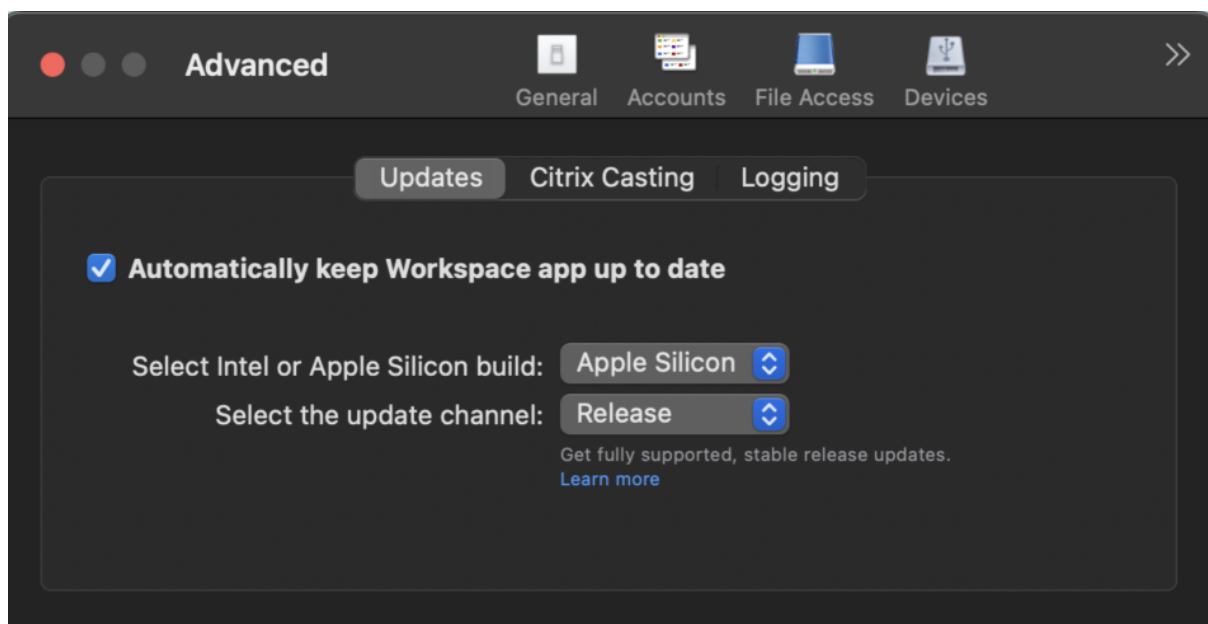 Advanced
General Accounts File Access Devices
Updates Citrix Casting Logging
Automatically keep Workspace app up to date
Select Intel or Apple Silicon build: Apple Silicon
Select the update channel: Release
Get fully supported, stable release updates.
Learn more